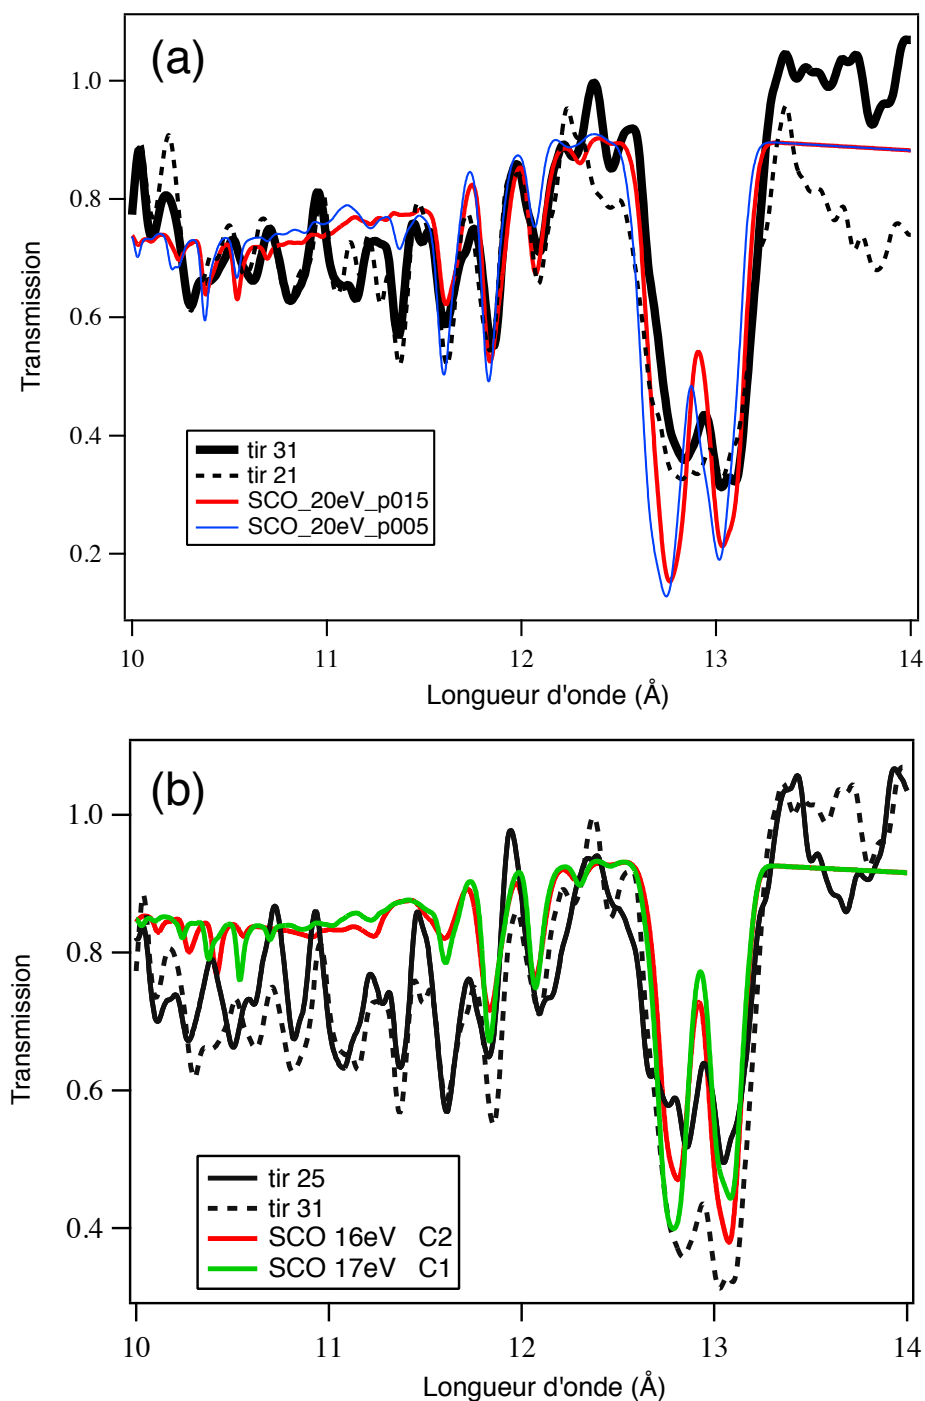 (a)
1.0
0.8
0.6
0.4
0.2
Transmission
tir 31
tir 21
SCO_20eV_p015
SCO_20eV_p005
10 11 12 13 14
Longueur d'onde (Å)
(b)
1.0
0.8
0.6
0.4
Transmission
tir 25
tir 31
SCO 16eV C2
SCO 17eV C1
10 11 12 13 14
Longueur d'onde (Å)